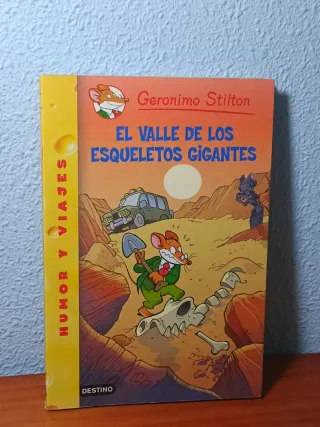 Geronimo Stilton
EL VALLE DE LOS
ESQUELETOS GIGANTES
HUMOR Y VIAJES
DESTINO